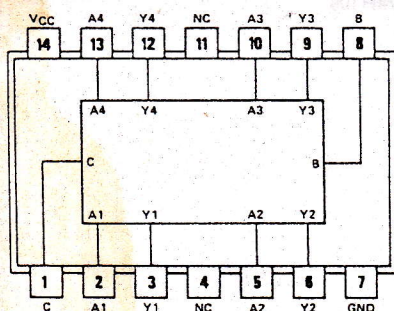 VCC A4 Y4 NC A3 Y3 B
14 13 12 11 10 9 8
A4 Y4 A3 Y3
C B
A1 Y1 A2 Y2
1 2 3 4 5 6 7
C A1 Y1 NC A2 Y2 GND